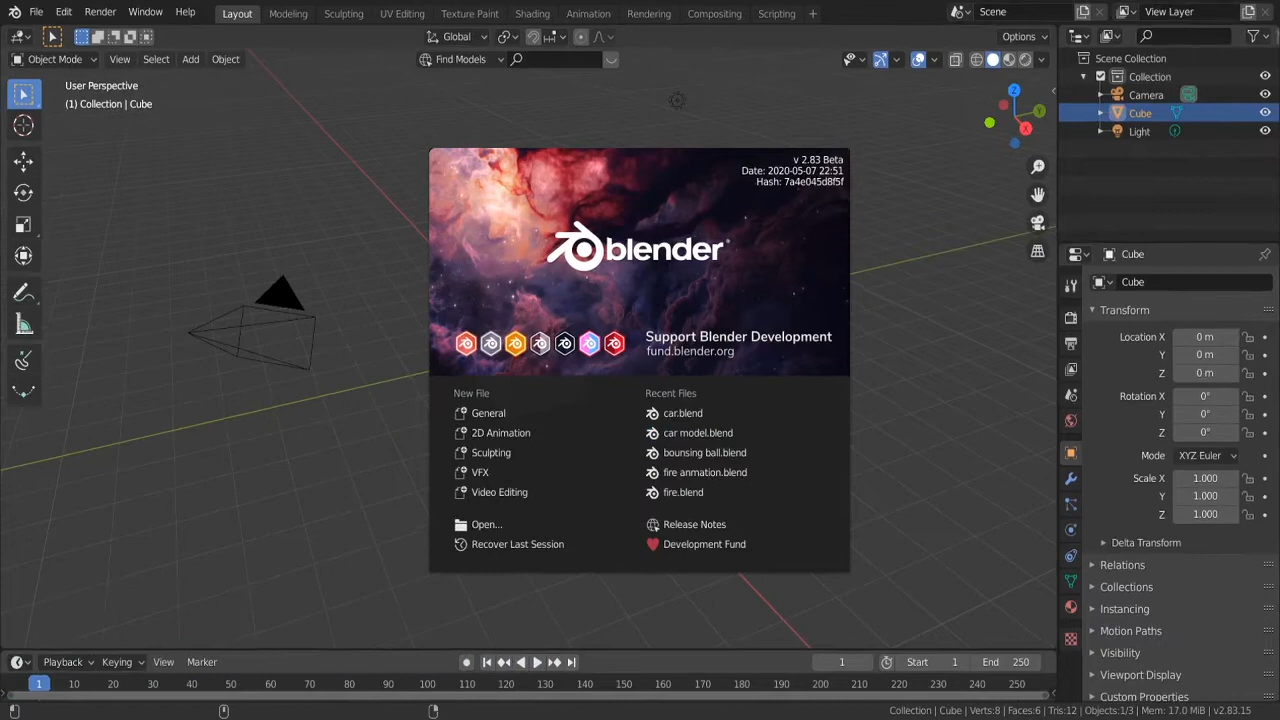 File Edit Render Window Help Layout Modeling Sculpting UV Editing Texture Paint Shading Animation Rendering Compositing Scripting + Scene View Layer
Global Options
Object Mode View Select Add Object Find Models
User Perspective
(1) Collection | Cube
Z
Y
X
Scene Collection
Collection
Camera
Cube
Light
v 2.83 Beta
Date: 2020-05-07 22:51
Hash: 7a4e045d8f5f
blender
Support Blender Development
fund.blender.org
New File
General
2D Animation
Sculpting
VFX
Video Editing
Open...
Recover Last Session
Recent Files
car.blend
car model.blend
bounsing ball.blend
fire anmation.blend
fire.blend
Release Notes
Development Fund
Cube
Cube
Transform
Location X 0 m
Y 0 m
Z 0 m
Rotation X 0°
Y 0°
Z 0°
Mode XYZ Euler
Scale X 1.000
Y 1.000
Z 1.000
Delta Transform
Relations
Collections
Instancing
Motion Paths
Visibility
Viewport Display
Custom Properties
Playback Keying View Marker 1 Start 1 End 250
1 10 20 30 40 50 60 70 80 90 100 110 120 130 140 150 160 170 180 190 200 210 220 230 240 250
Collection | Cube | Verts:8 | Faces:6 | Tris:12 | Objects:1/3 | Mem: 17.0 MiB | v2.83.15